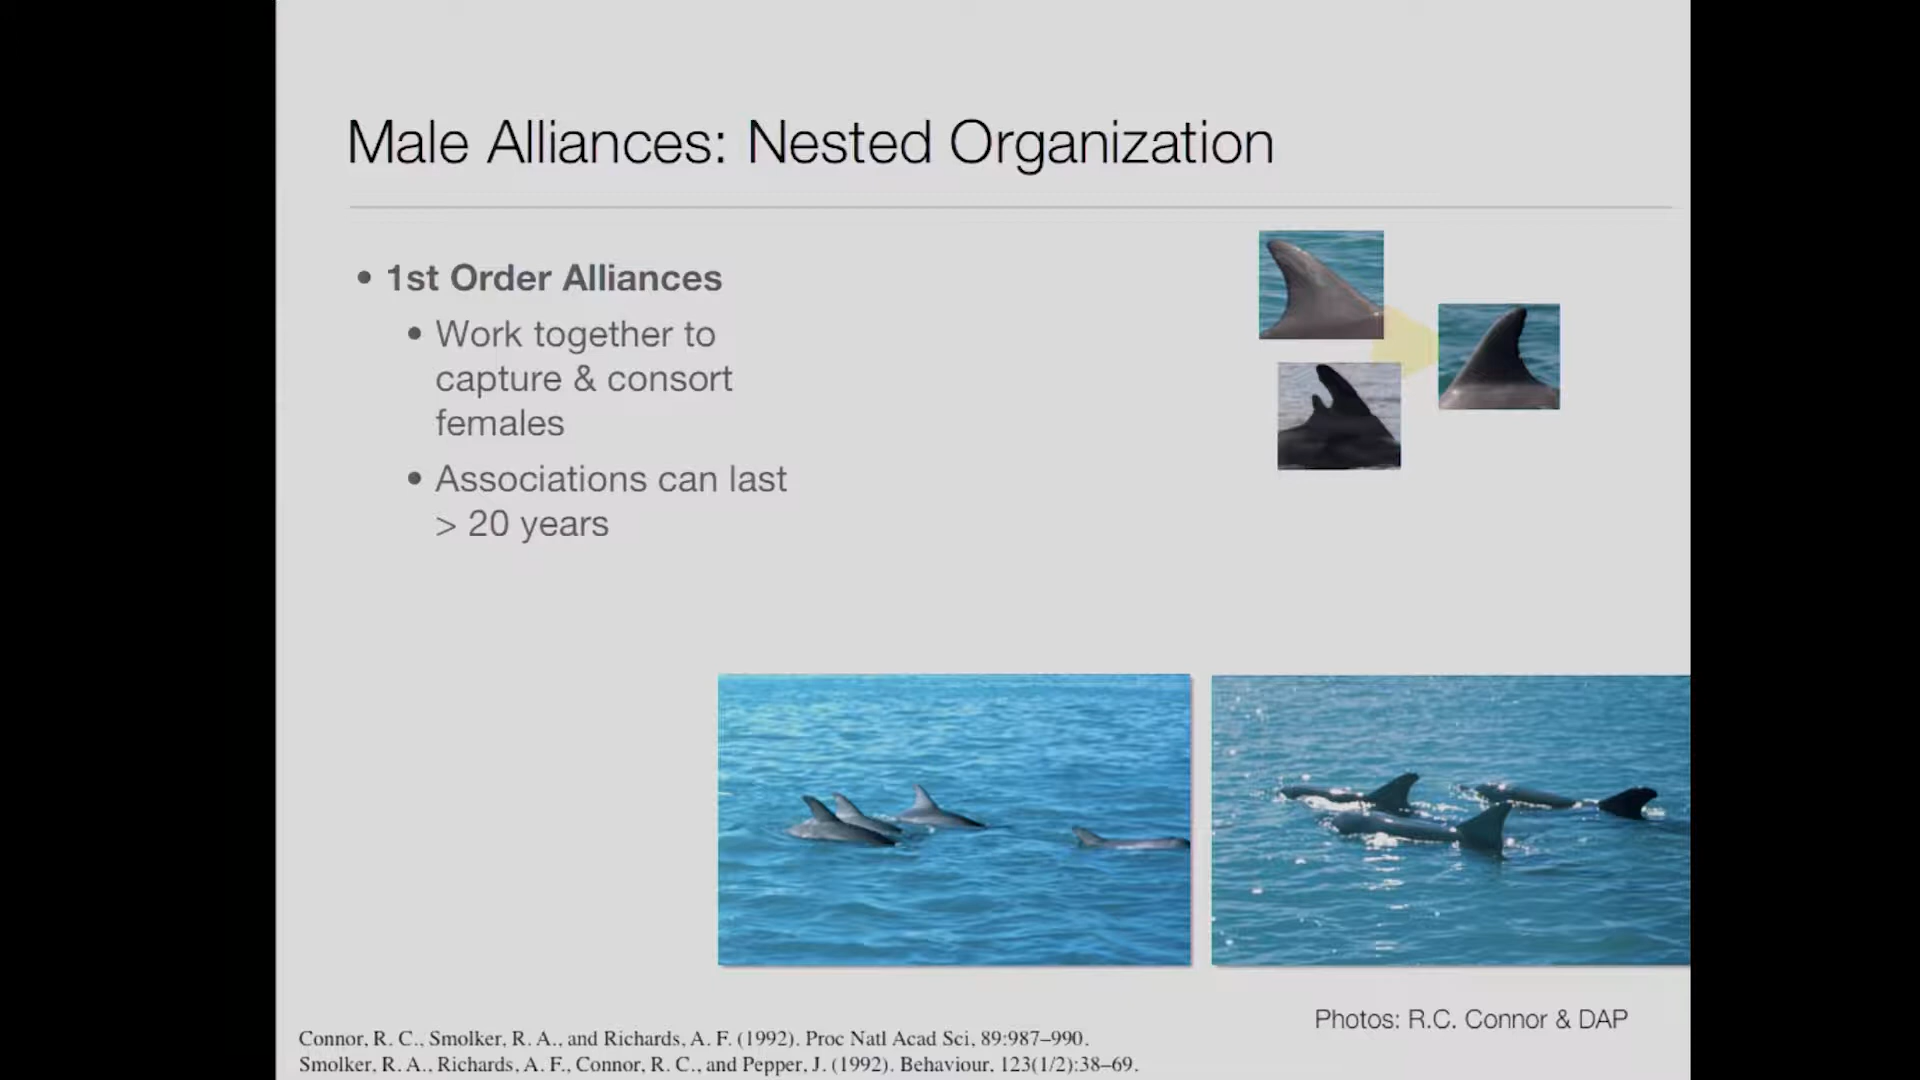 Male Alliances: Nested Organization
• 1st Order Alliances
• Work together to
capture & consort
females
• Associations can last
> 20 years
Photos: R.C. Connor & DAP
Connor, R. C., Smolker, R. A., and Richards, A. F. (1992). Proc Natl Acad Sci, 89:987–990.
Smolker, R. A., Richards, A. F., Connor, R. C., and Pepper, J. (1992). Behaviour, 123(1/2):38–69.